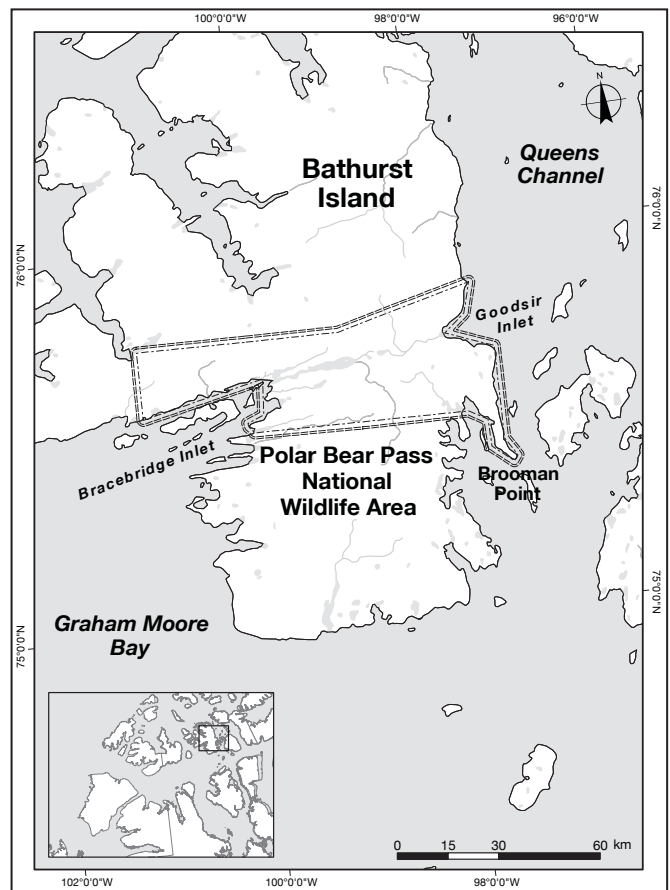 100°0'0"W
98°0'0"W
96°0'0"W
N
Queens
Channel
Bathurst
Island
76°0'0"N
76°0'0"N
Goodsir
Inlet
Bracebridge Inlet
Polar Bear Pass
National
Wildlife Area
Brooman
Point
75°0'0"N
Graham Moore
Bay
75°0'0"N
0 15 30 60 km
102°0'0"W
100°0'0"W
98°0'0"W